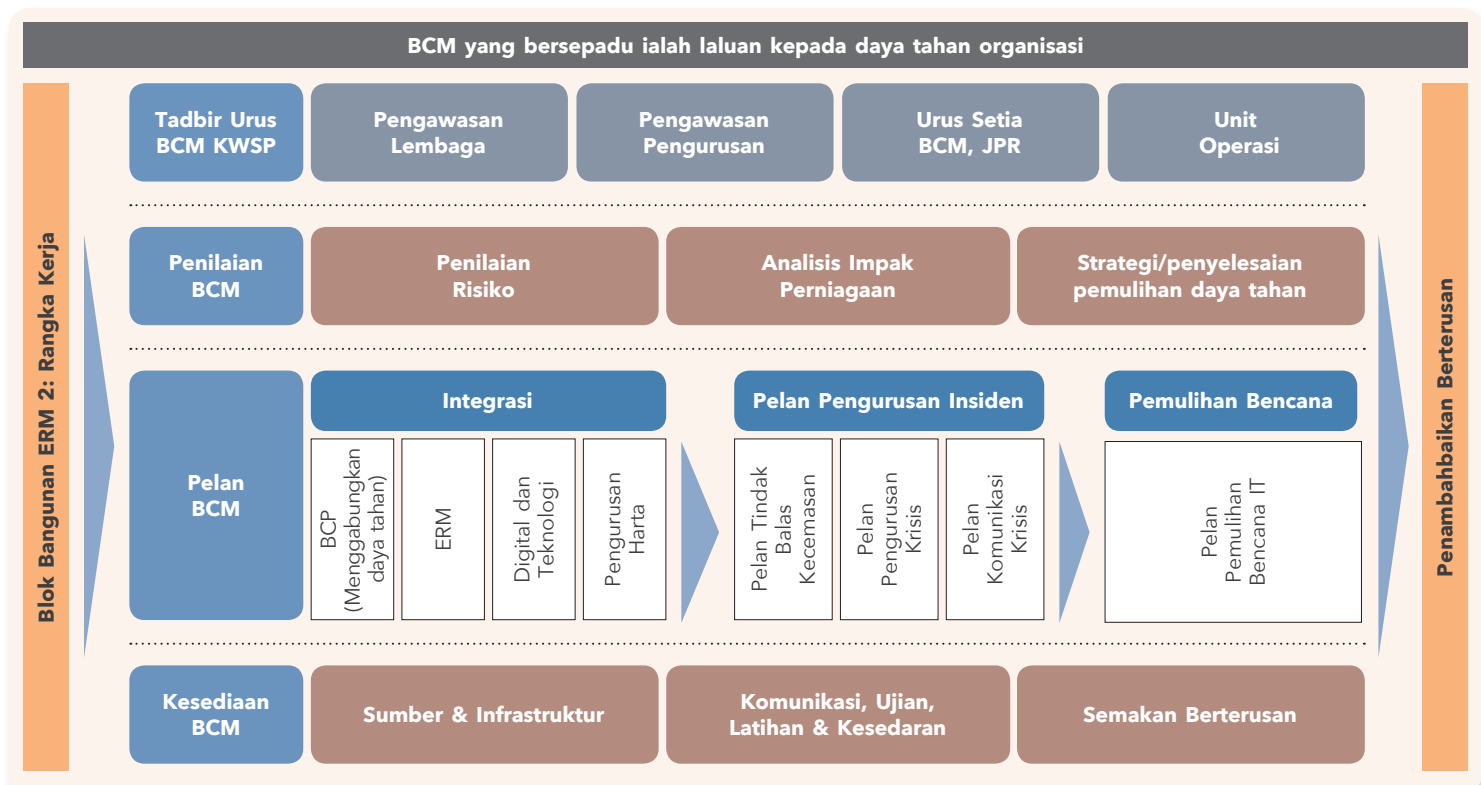 BCM yang bersepadu ialah laluan kepada daya tahan organisasi
Blok Bangunan ERM 2: Rangka Kerja
Tadbir Urus
BCM KWSP
Pengawasan
Lembaga
Pengawasan
Pengurusan
Urus Setia
BCM, JPR
Unit
Operasi
Penilaian
BCM
Penilaian
Risiko
Analisis Impak
Perniagaan
Strategi/penyelesaian
pemulihan daya tahan
Pelan
BCM
Integrasi
BCP
(Menggabungkan
daya tahan)
ERM
Digital dan
Teknologi
Pengurusan
Harta
Pelan Pengurusan Insiden
Pelan Tindak
Balas
Kecemasan
Pelan
Pengurusan
Krisis
Pelan
Komunikasi
Krisis
Pemulihan Bencana
Pelan
Pemulihan
Bencana IT
Kesediaan
BCM
Sumber & Infrastruktur
Komunikasi, Ujian,
Latihan & Kesedaran
Semakan Berterusan
Penambahbaikan Berterusan